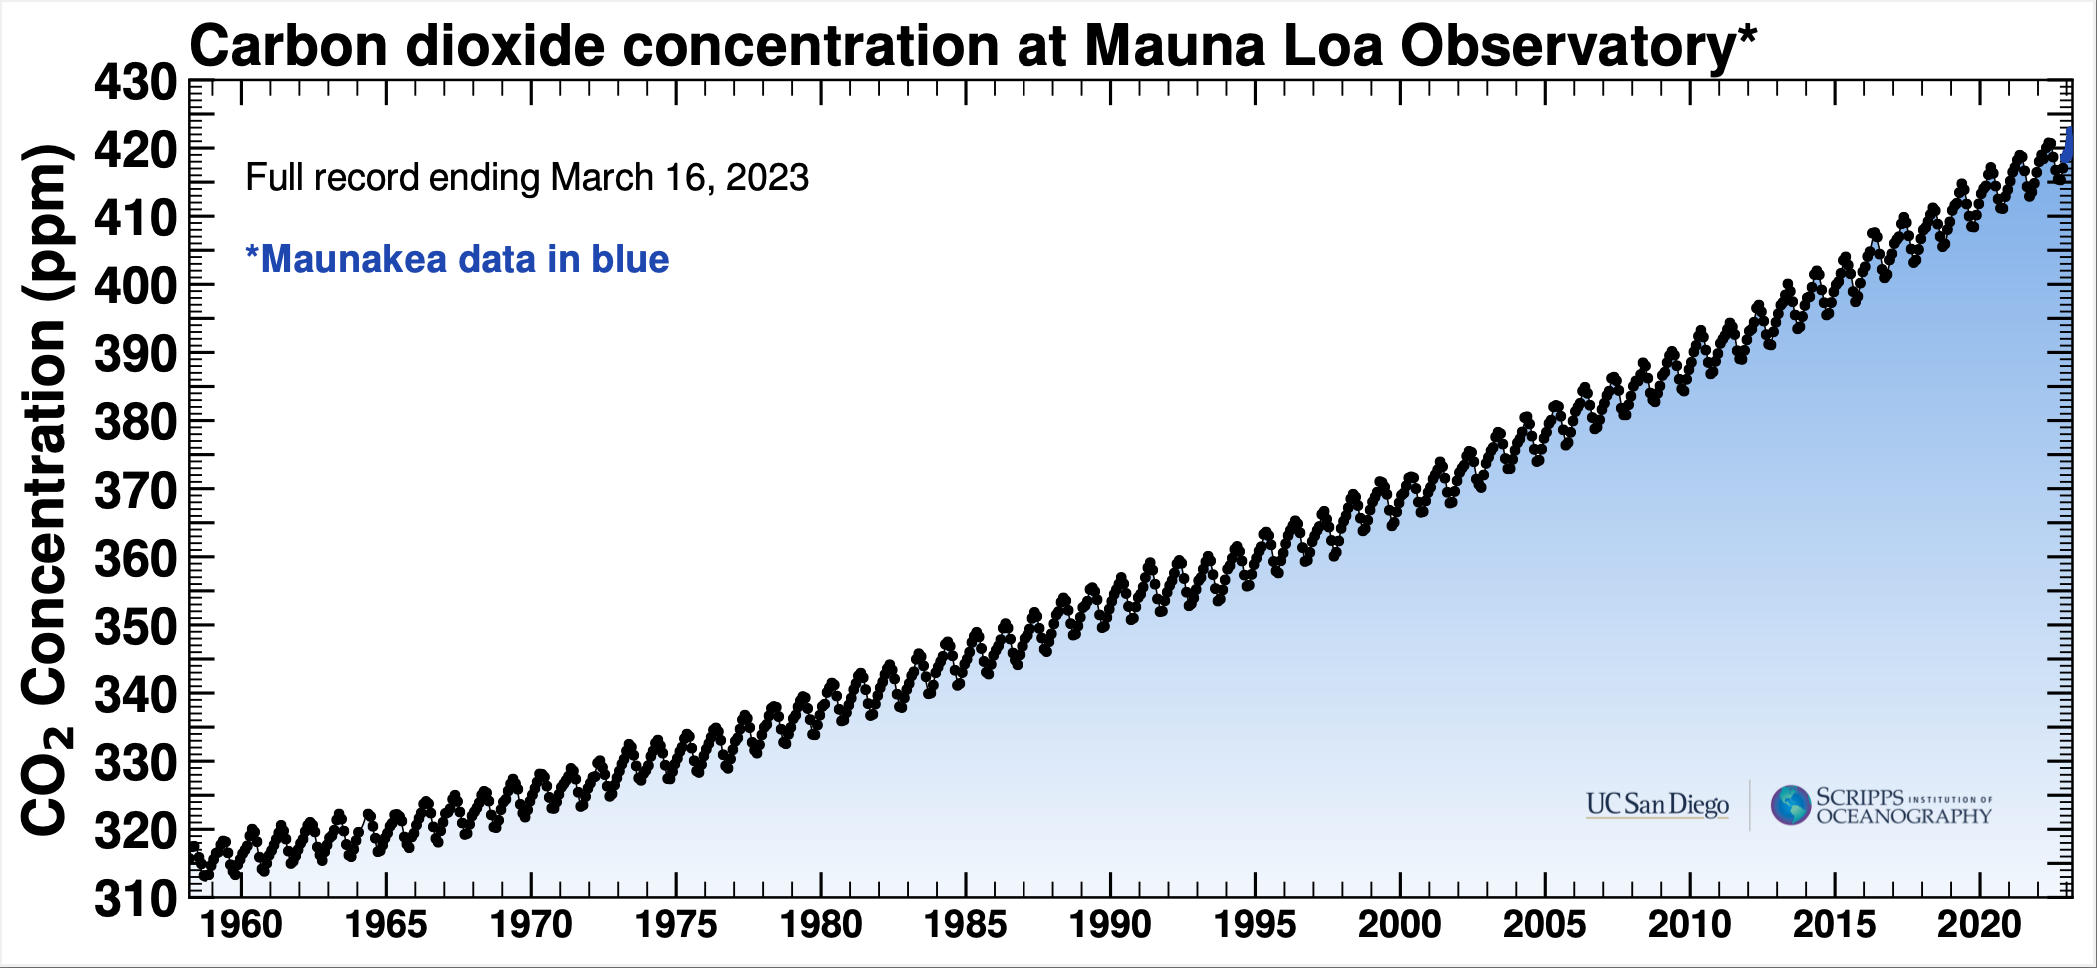 Carbon dioxide concentration at Mauna Loa Observatory*
CO₂ Concentration (ppm)
430
420
410
400
390
380
370
360
350
340
330
320
310
Full record ending March 16, 2023
*Maunakea data in blue
UC San Diego
SCRIPPS INSTITUTION OF
OCEANOGRAPHY
1960 1965 1970 1975 1980 1985 1990 1995 2000 2005 2010 2015 2020